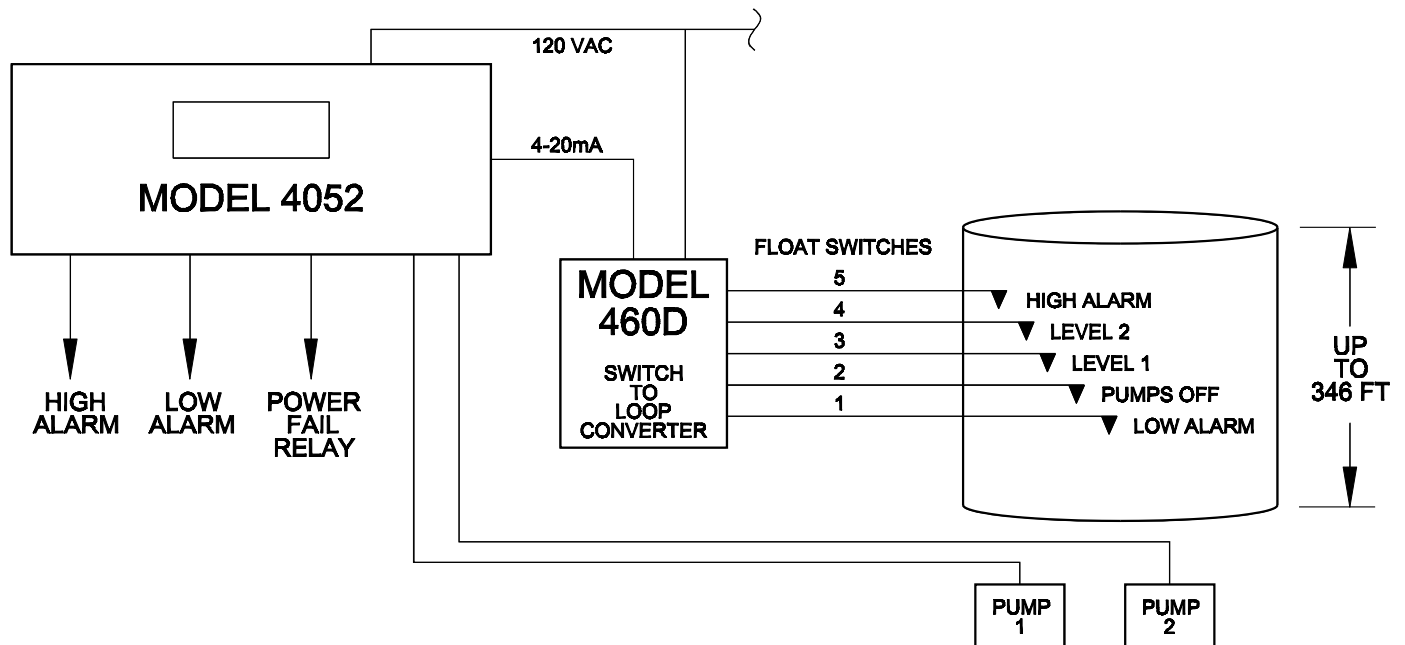 120 VAC
4-20mA
MODEL 4052
HIGH
ALARM
LOW
ALARM
POWER
FAIL
RELAY
MODEL
460D
SWITCH
TO
LOOP
CONVERTER
FLOAT SWITCHES
5
4
3
2
1
HIGH ALARM
LEVEL 2
LEVEL 1
PUMPS OFF
LOW ALARM
UP
TO
346 FT
PUMP
1
PUMP
2